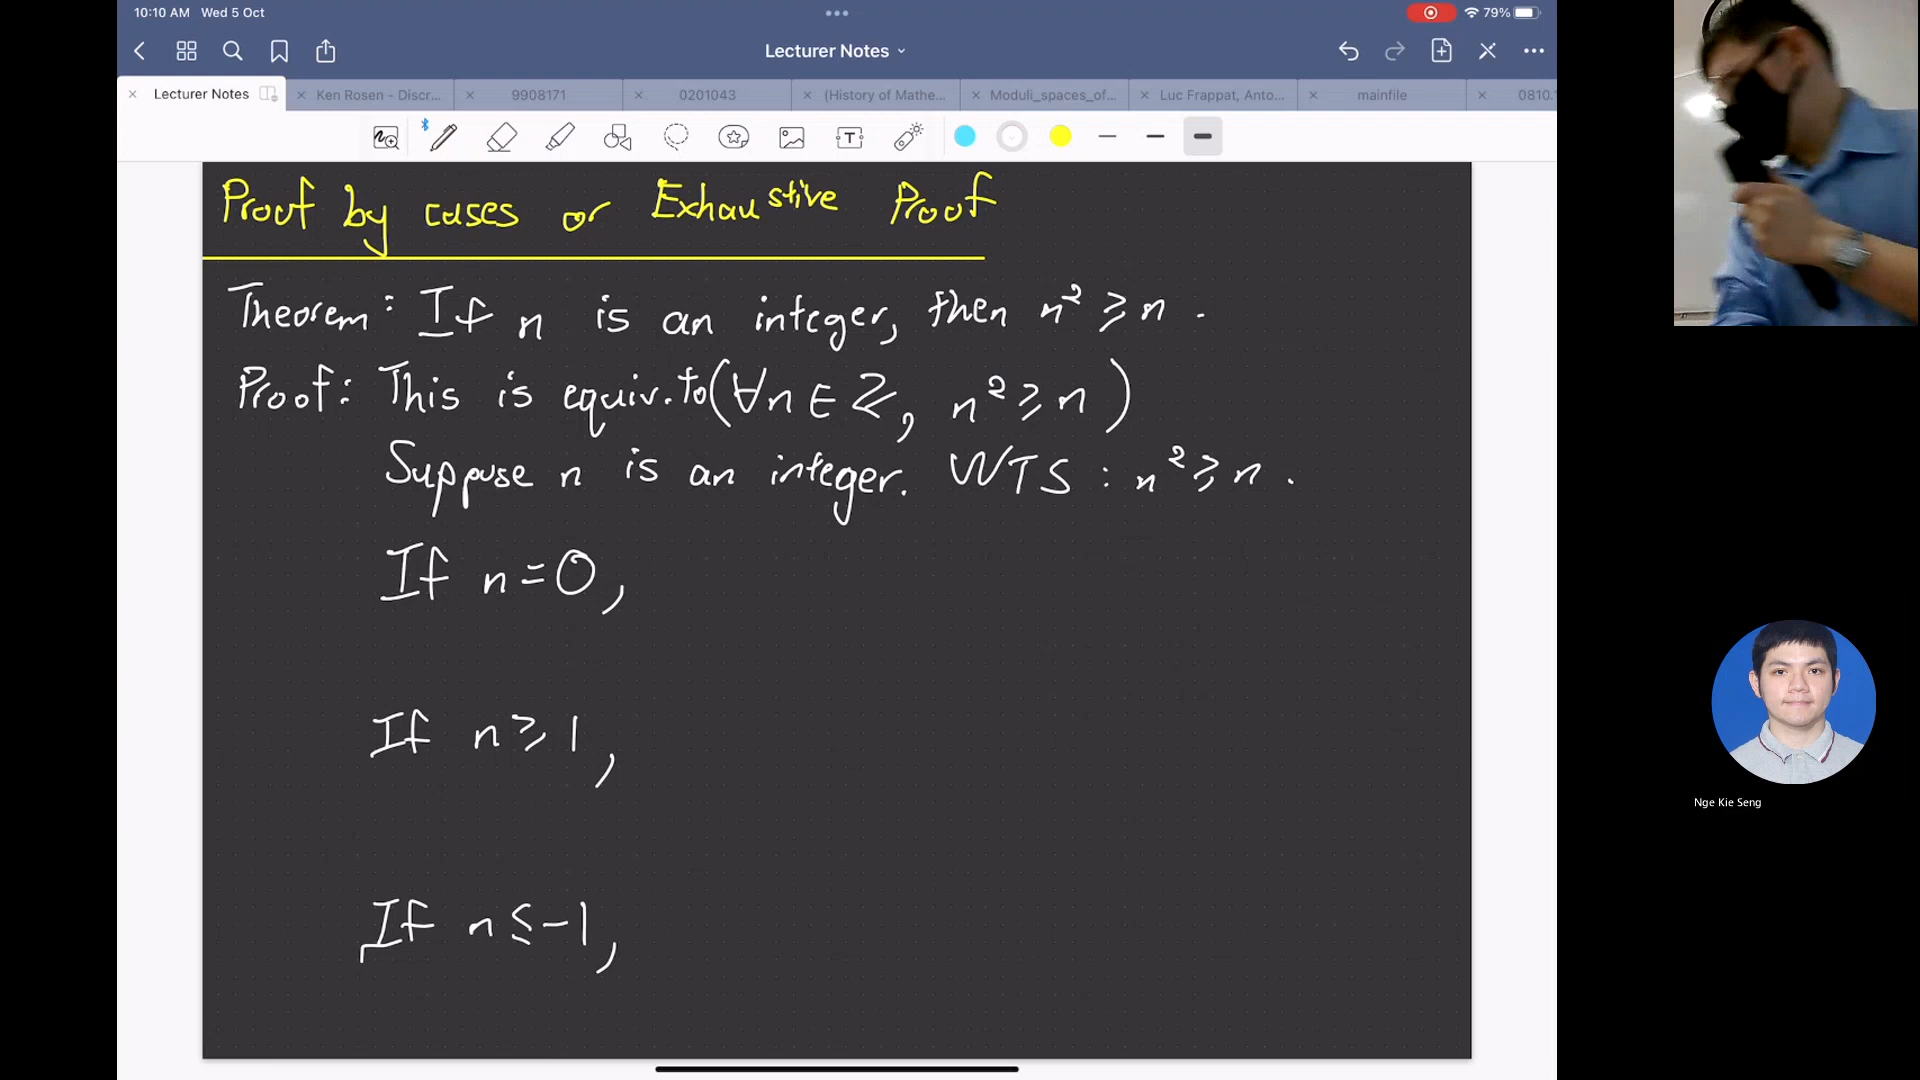 10:10 AM Wed 5 Oct
79%
Lecturer Notes
Lecturer Notes
Ken Rosen - Discr...
9908171
0201043
(History of Mathe...
Moduli_spaces_of...
Luc Frappat, Anto...
mainfile
0810.
Proof by cases or Exhaustive Proof
Theorem: If n is an integer, then n² ≥ n.
Proof: This is equiv. to (∀n ∈ ℤ, n² ≥ n)
Suppose n is an integer. WTS: n² ≥ n.
If n = 0,
If n ≥ 1,
If n ≤ -1,
Nge Kie Seng